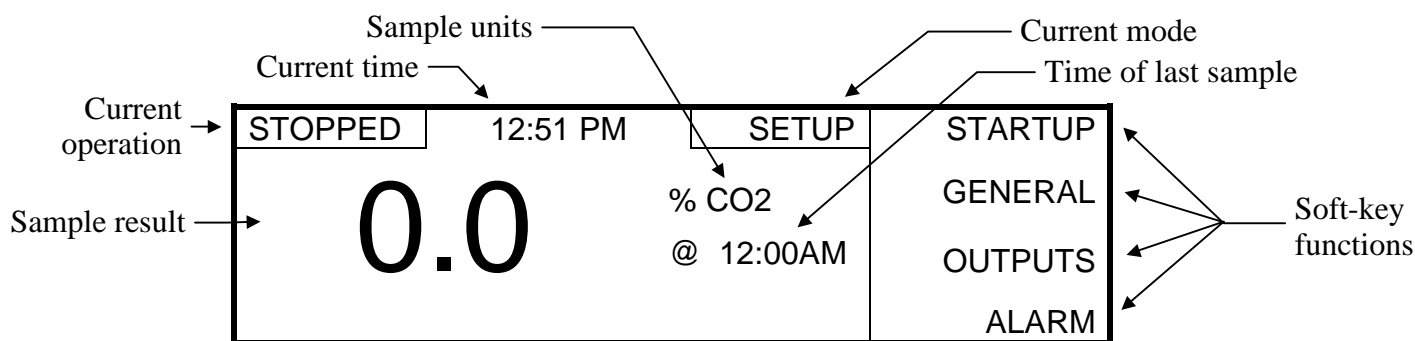 Sample units
Current mode
Current time
Time of last sample
Current
operation
STOPPED
12:51 PM
SETUP
STARTUP
Sample result
0.0
% CO2
@ 12:00AM
GENERAL
OUTPUTS
ALARM
Soft-key
functions